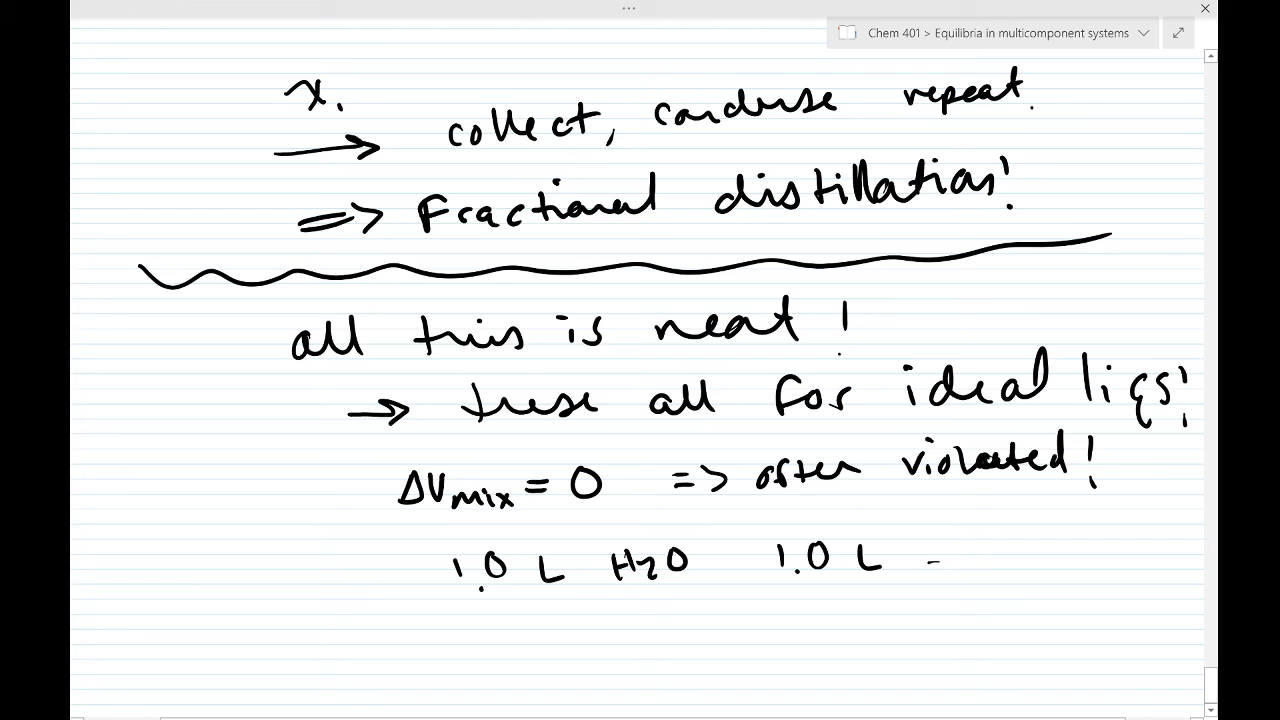 Chem 401 > Equilibria in multicomponent systems
x₁
→ collect, condense repeat.
=> Fractional distillation!
all this is neat!
→ these all for ideal liqs!
ΔVmix = 0 => often violated!
1.0 L H2O 1.0 L